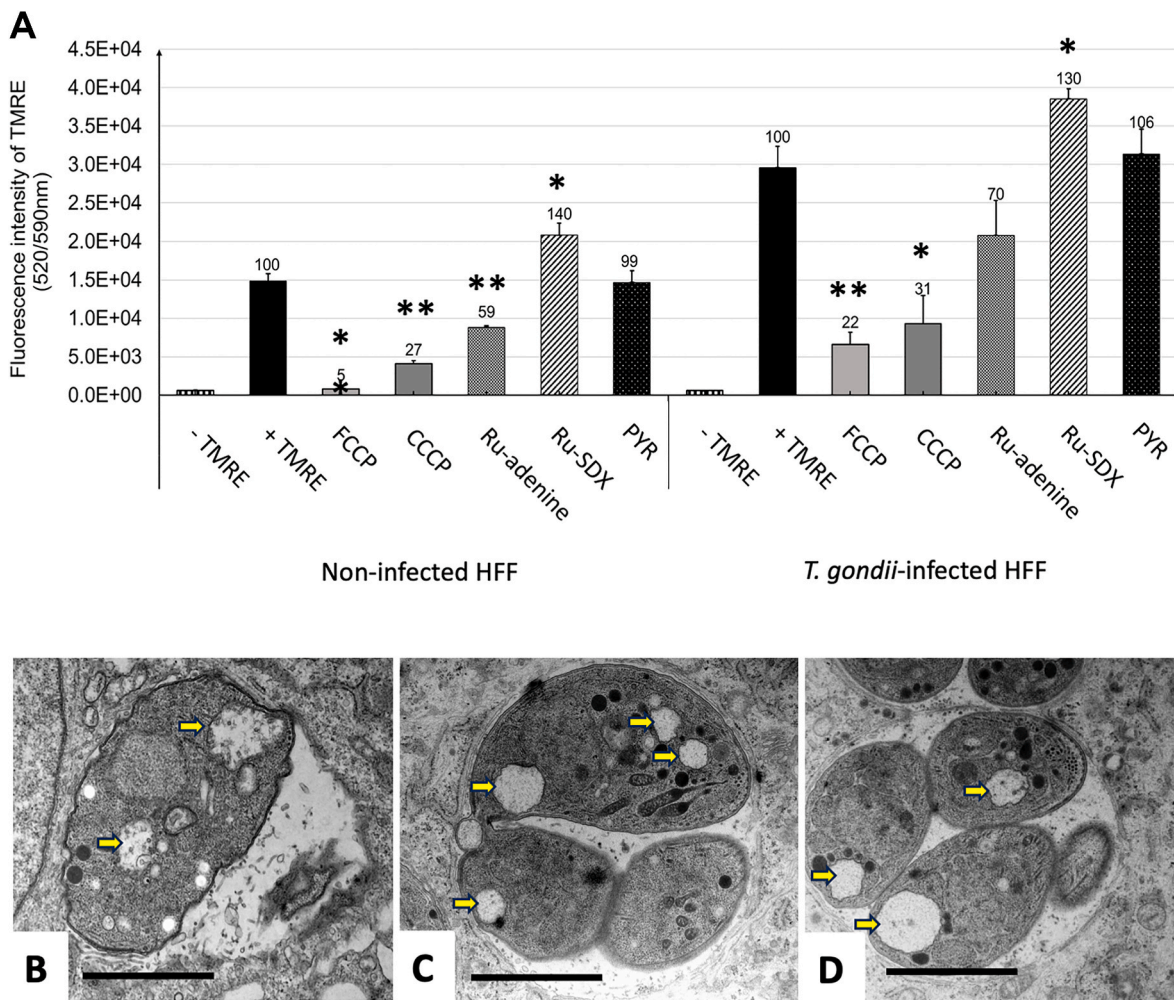 A
Fluorescence intensity of TMRE
(520/590nm)
4.5E+04
4.0E+04
3.5E+04
3.0E+04
2.5E+04
2.0E+04
1.5E+04
1.0E+04
5.0E+03
0.0E+00
100
*
5
*
**
27
**
59
*
140
99
100
**
22
*
31
70
*
130
106
- TMRE
+ TMRE
FCCP
CCCP
Ru-adenine
Ru-SDX
PYR
- TMRE
+ TMRE
FCCP
CCCP
Ru-adenine
Ru-SDX
PYR
Non-infected HFF
T. gondii-infected HFF
B
C
D